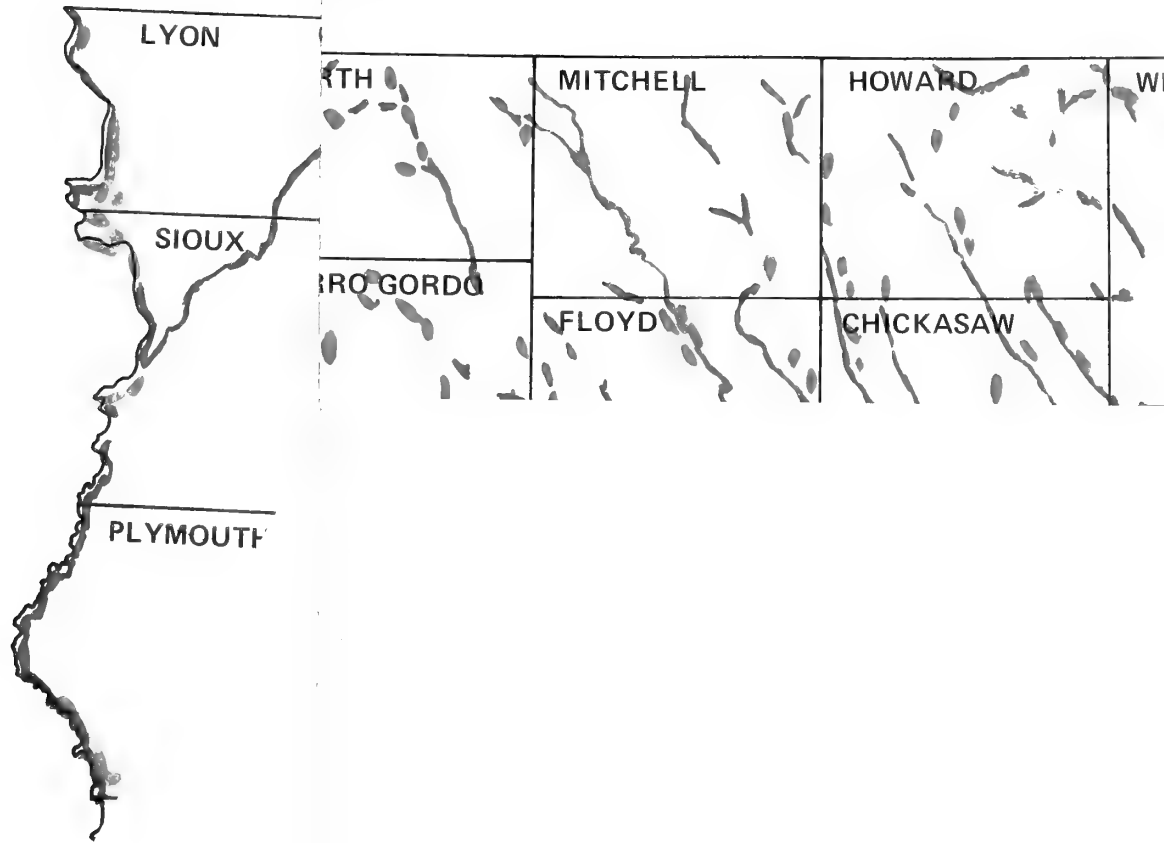 LYON
RTH
MITCHELL
HOWARD
WI
SIOUX
RRO GORDO
FLOYD
CHICKASAW
PLYMOUTH